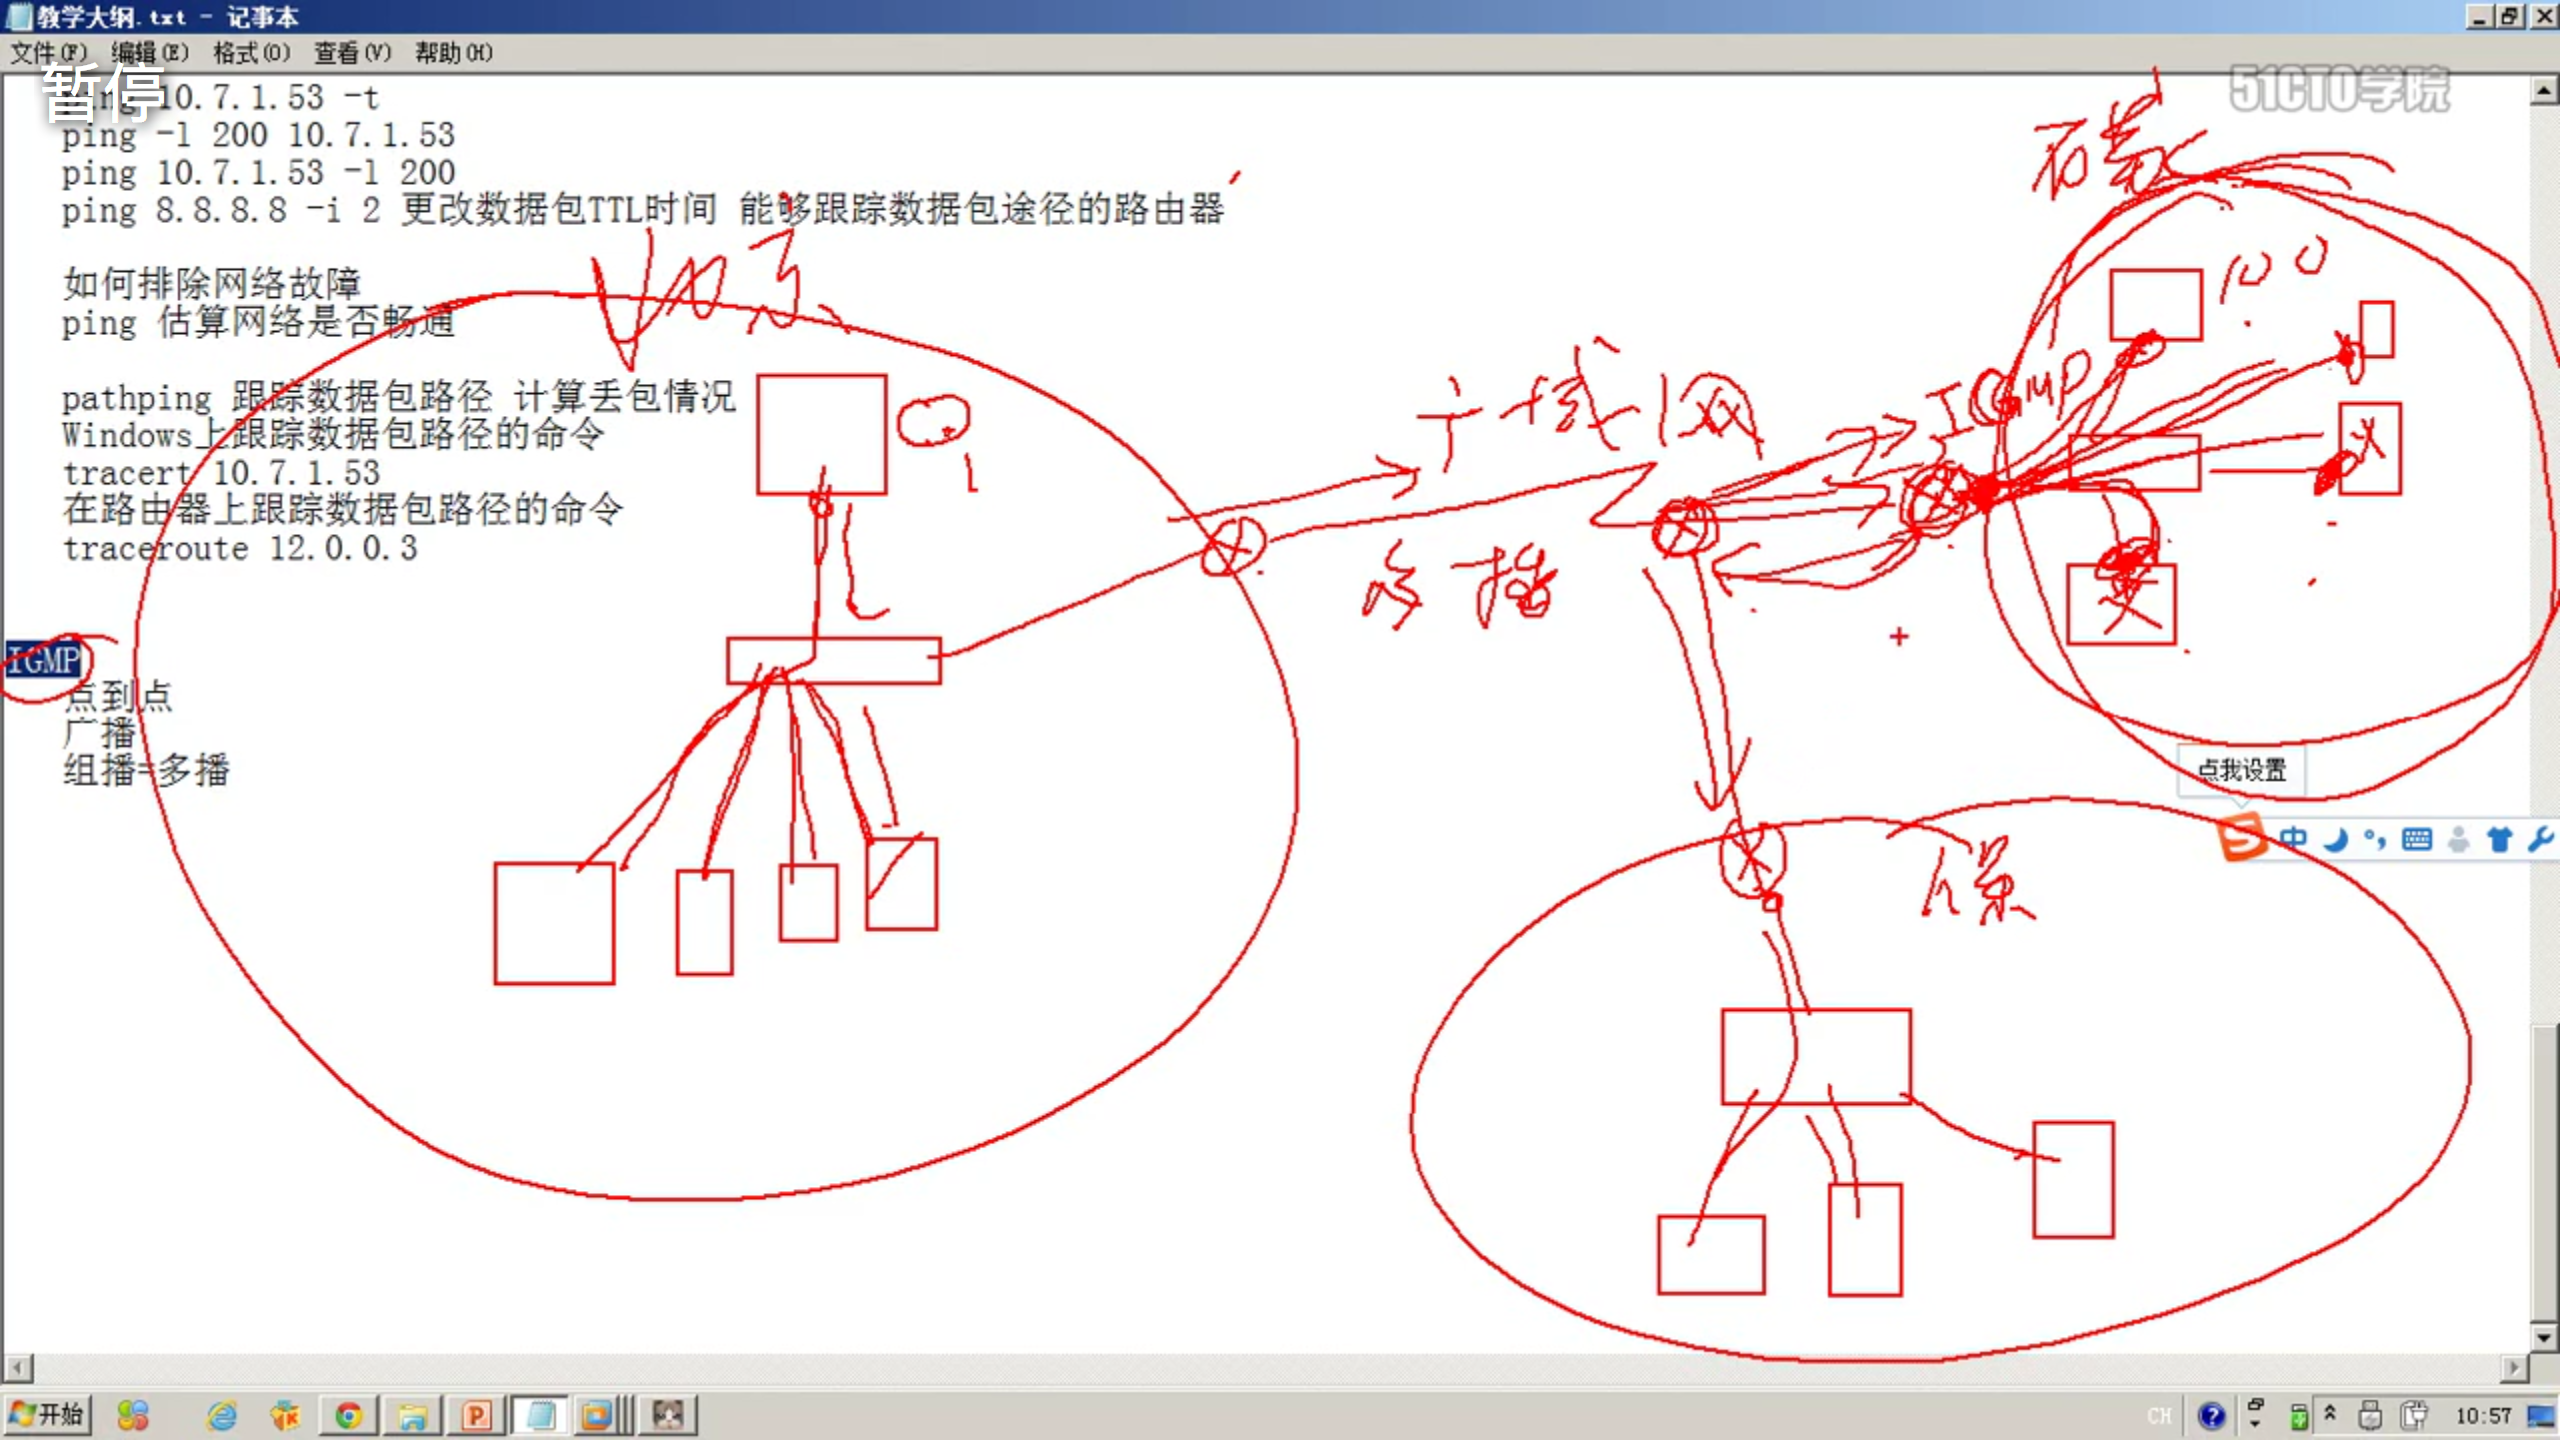 教学大纲.txt - 记事本
文件(F) 编辑(E) 格式(O) 查看(V) 帮助(H)
暂停
51CTO学院
ping 10.7.1.53 -t
ping -l 200 10.7.1.53
ping 10.7.1.53 -l 200
ping 8.8.8.8 -i 2 更改数据包TTL时间 能够跟踪数据包途径的路由器
100
如何排除网络故障
ping 估算网络是否畅通
pathping 跟踪数据包路径 计算丢包情况
Windows上跟踪数据包路径的命令
IGMP
tracert 10.7.1.53
在路由器上跟踪数据包路径的命令
traceroute 12.0.0.3
多播
IGMP
点到点
广播
组播=多播
点我设置
中
保
开始
CH
10:57